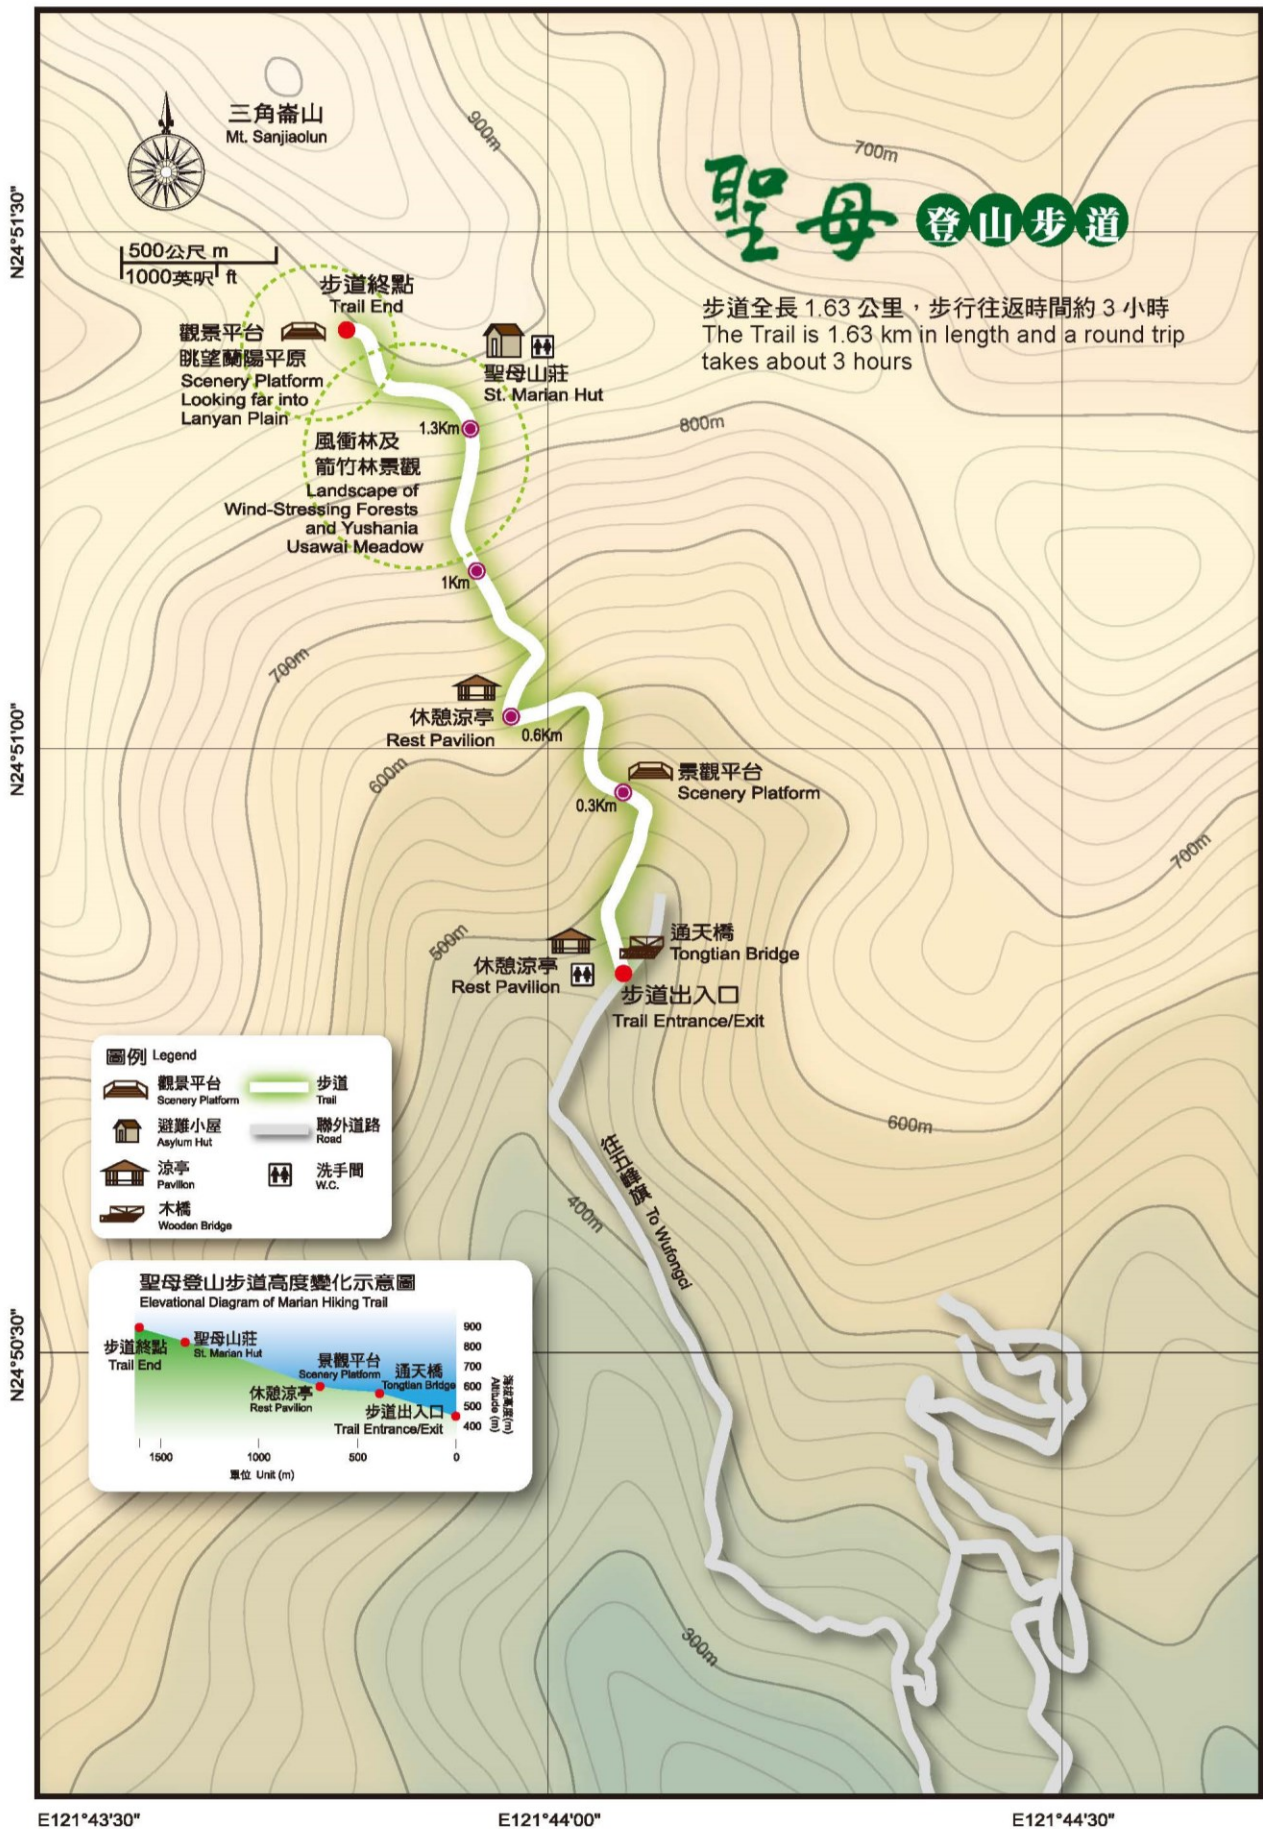 三角崙山
Mt. Sanjiaolun
900m
700m
聖母 登山步道
N24°51'30"
500公尺 m
1000英呎 ft
步道終點
Trail End
步道全長 1.63 公里，步行往返時間約 3 小時
The Trail is 1.63 km in length and a round trip
takes about 3 hours
觀景平台
眺望蘭陽平原
Scenery Platform
Looking far into
Lanyan Plain
聖母山莊
St. Marian Hut
800m
1.3Km
風衝林及
箭竹林景觀
Landscape of
Wind-Stressing Forests
and Yushania
Usawai Meadow
1Km
700m
休憩涼亭
Rest Pavilion
0.6Km
N24°51'00"
600m
景觀平台
Scenery Platform
0.3Km
700m
500m
通天橋
Tongtian Bridge
休憩涼亭
Rest Pavilion
步道出入口
Trail Entrance/Exit
圖例 Legend
觀景平台
Scenery Platform
步道
Trail
避難小屋
Asylum Hut
聯外道路
Road
涼亭
Pavilion
洗手間
W.C.
木橋
Wooden Bridge
600m
往五峰旗 To Wufongci
400m
聖母登山步道高度變化示意圖
Elevational Diagram of Marian Hiking Trail
步道終點
Trail End
聖母山莊
St. Marian Hut
休憩涼亭
Rest Pavilion
景觀平台
Scenery Platform
通天橋
Tongtian Bridge
步道出入口
Trail Entrance/Exit
900
800
700
600
500
400
海拔高度(m)
Altitude (m)
1500
1000
500
0
單位 Unit (m)
N24°50'30"
300m
E121°43'30"
E121°44'00"
E121°44'30"